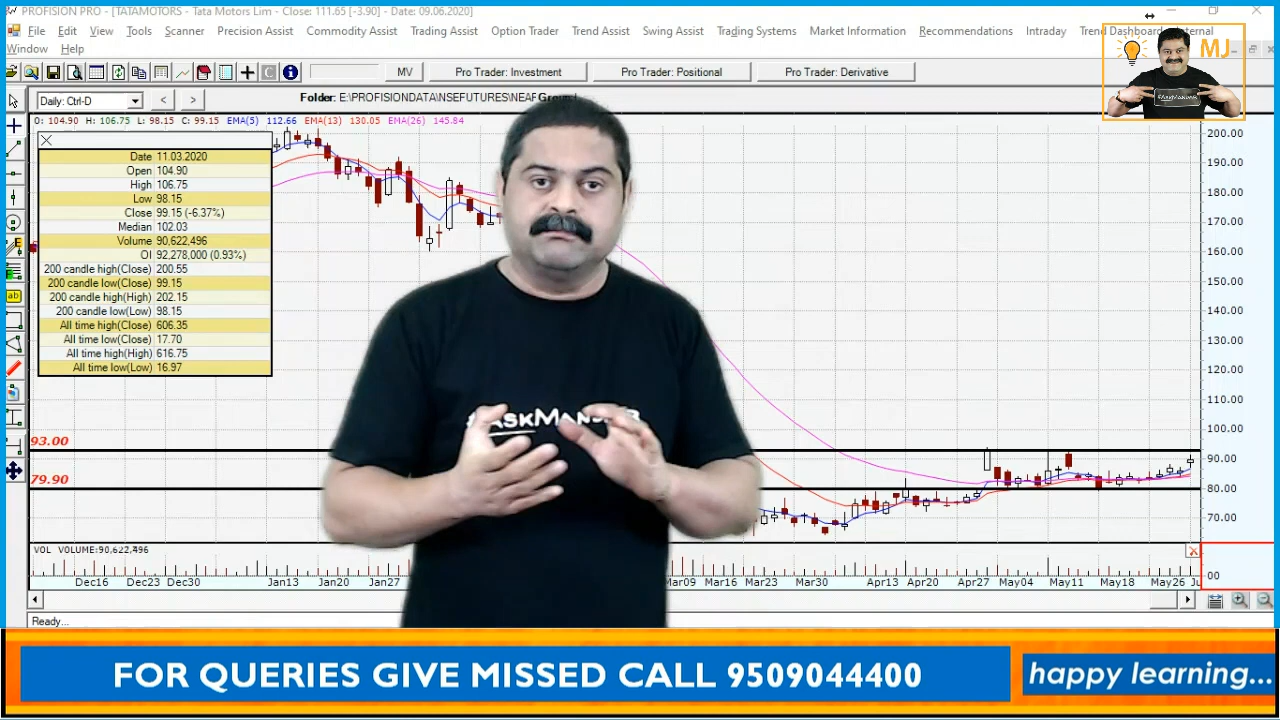 PROFISION PRO - [TATAMOTORS - Tata Motors Lim - Close: 111.65 [-3.90] - Date: 09.06.2020]
File Edit View Tools Scanner Precision Assist Commodity Assist Trading Assist Option Trader Trend Assist Swing Assist Trading Systems Market Information Recommendations Intraday Trend Dashboard
Window Help
MJ
MV Pro Trader: Investment Pro Trader: Positional Pro Trader: Derivative
Daily: Ctrl-D < > Folder: E:\PROFISIONDATA\NSEFUTURES\NEAR
O: 104.90 H: 106.75 L: 98.15 C: 99.15 EMA(5) 112.66 EMA(13) 130.05 EMA(26) 145.84
Date 11.03.2020
Open 104.90
High 106.75
Low 98.15
Close 99.15 (-6.37%)
Median 102.03
Volume 90,622,496
OI 92,278,000 (0.93%)
200 candle high(Close) 200.55
200 candle low(Close) 99.15
200 candle high(High) 202.15
200 candle low(Low) 98.15
All time high(Close) 606.35
All time low(Close) 17.70
All time high(High) 616.75
All time low(Low) 16.97
200.00
190.00
180.00
170.00
160.00
150.00
140.00
130.00
120.00
110.00
100.00
90.00
80.00
70.00
93.00
79.90
VOL VOLUME:90,622,496
00
Dec16 Dec23 Dec30 Jan13 Jan20 Jan27 Mar09 Mar16 Mar23 Mar30 Apr13 Apr20 Apr27 May04 May11 May18 May26
Ready...
FOR QUERIES GIVE MISSED CALL 9509044400
happy learning...